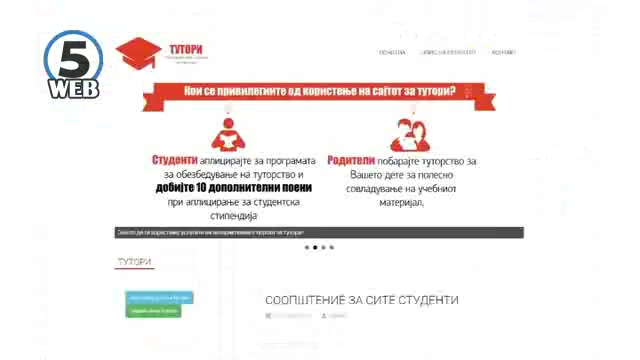 5
WEB
ТУТОРИ
КОНТАКТ
Кои се привилегиите од користење на сајтот за тутори?
Студенти аплицирајте за програмата
за обезбедување на туторство и
добијте 10 дополнителни поени
при аплицирање за студентска
стипендија
Родители побарајте туторство за
Вашето дете за полесно
совладување на учебниот
материјал.
ТУТОРИ
СООПШТЕНИЕ ЗА СИТЕ СТУДЕНТИ